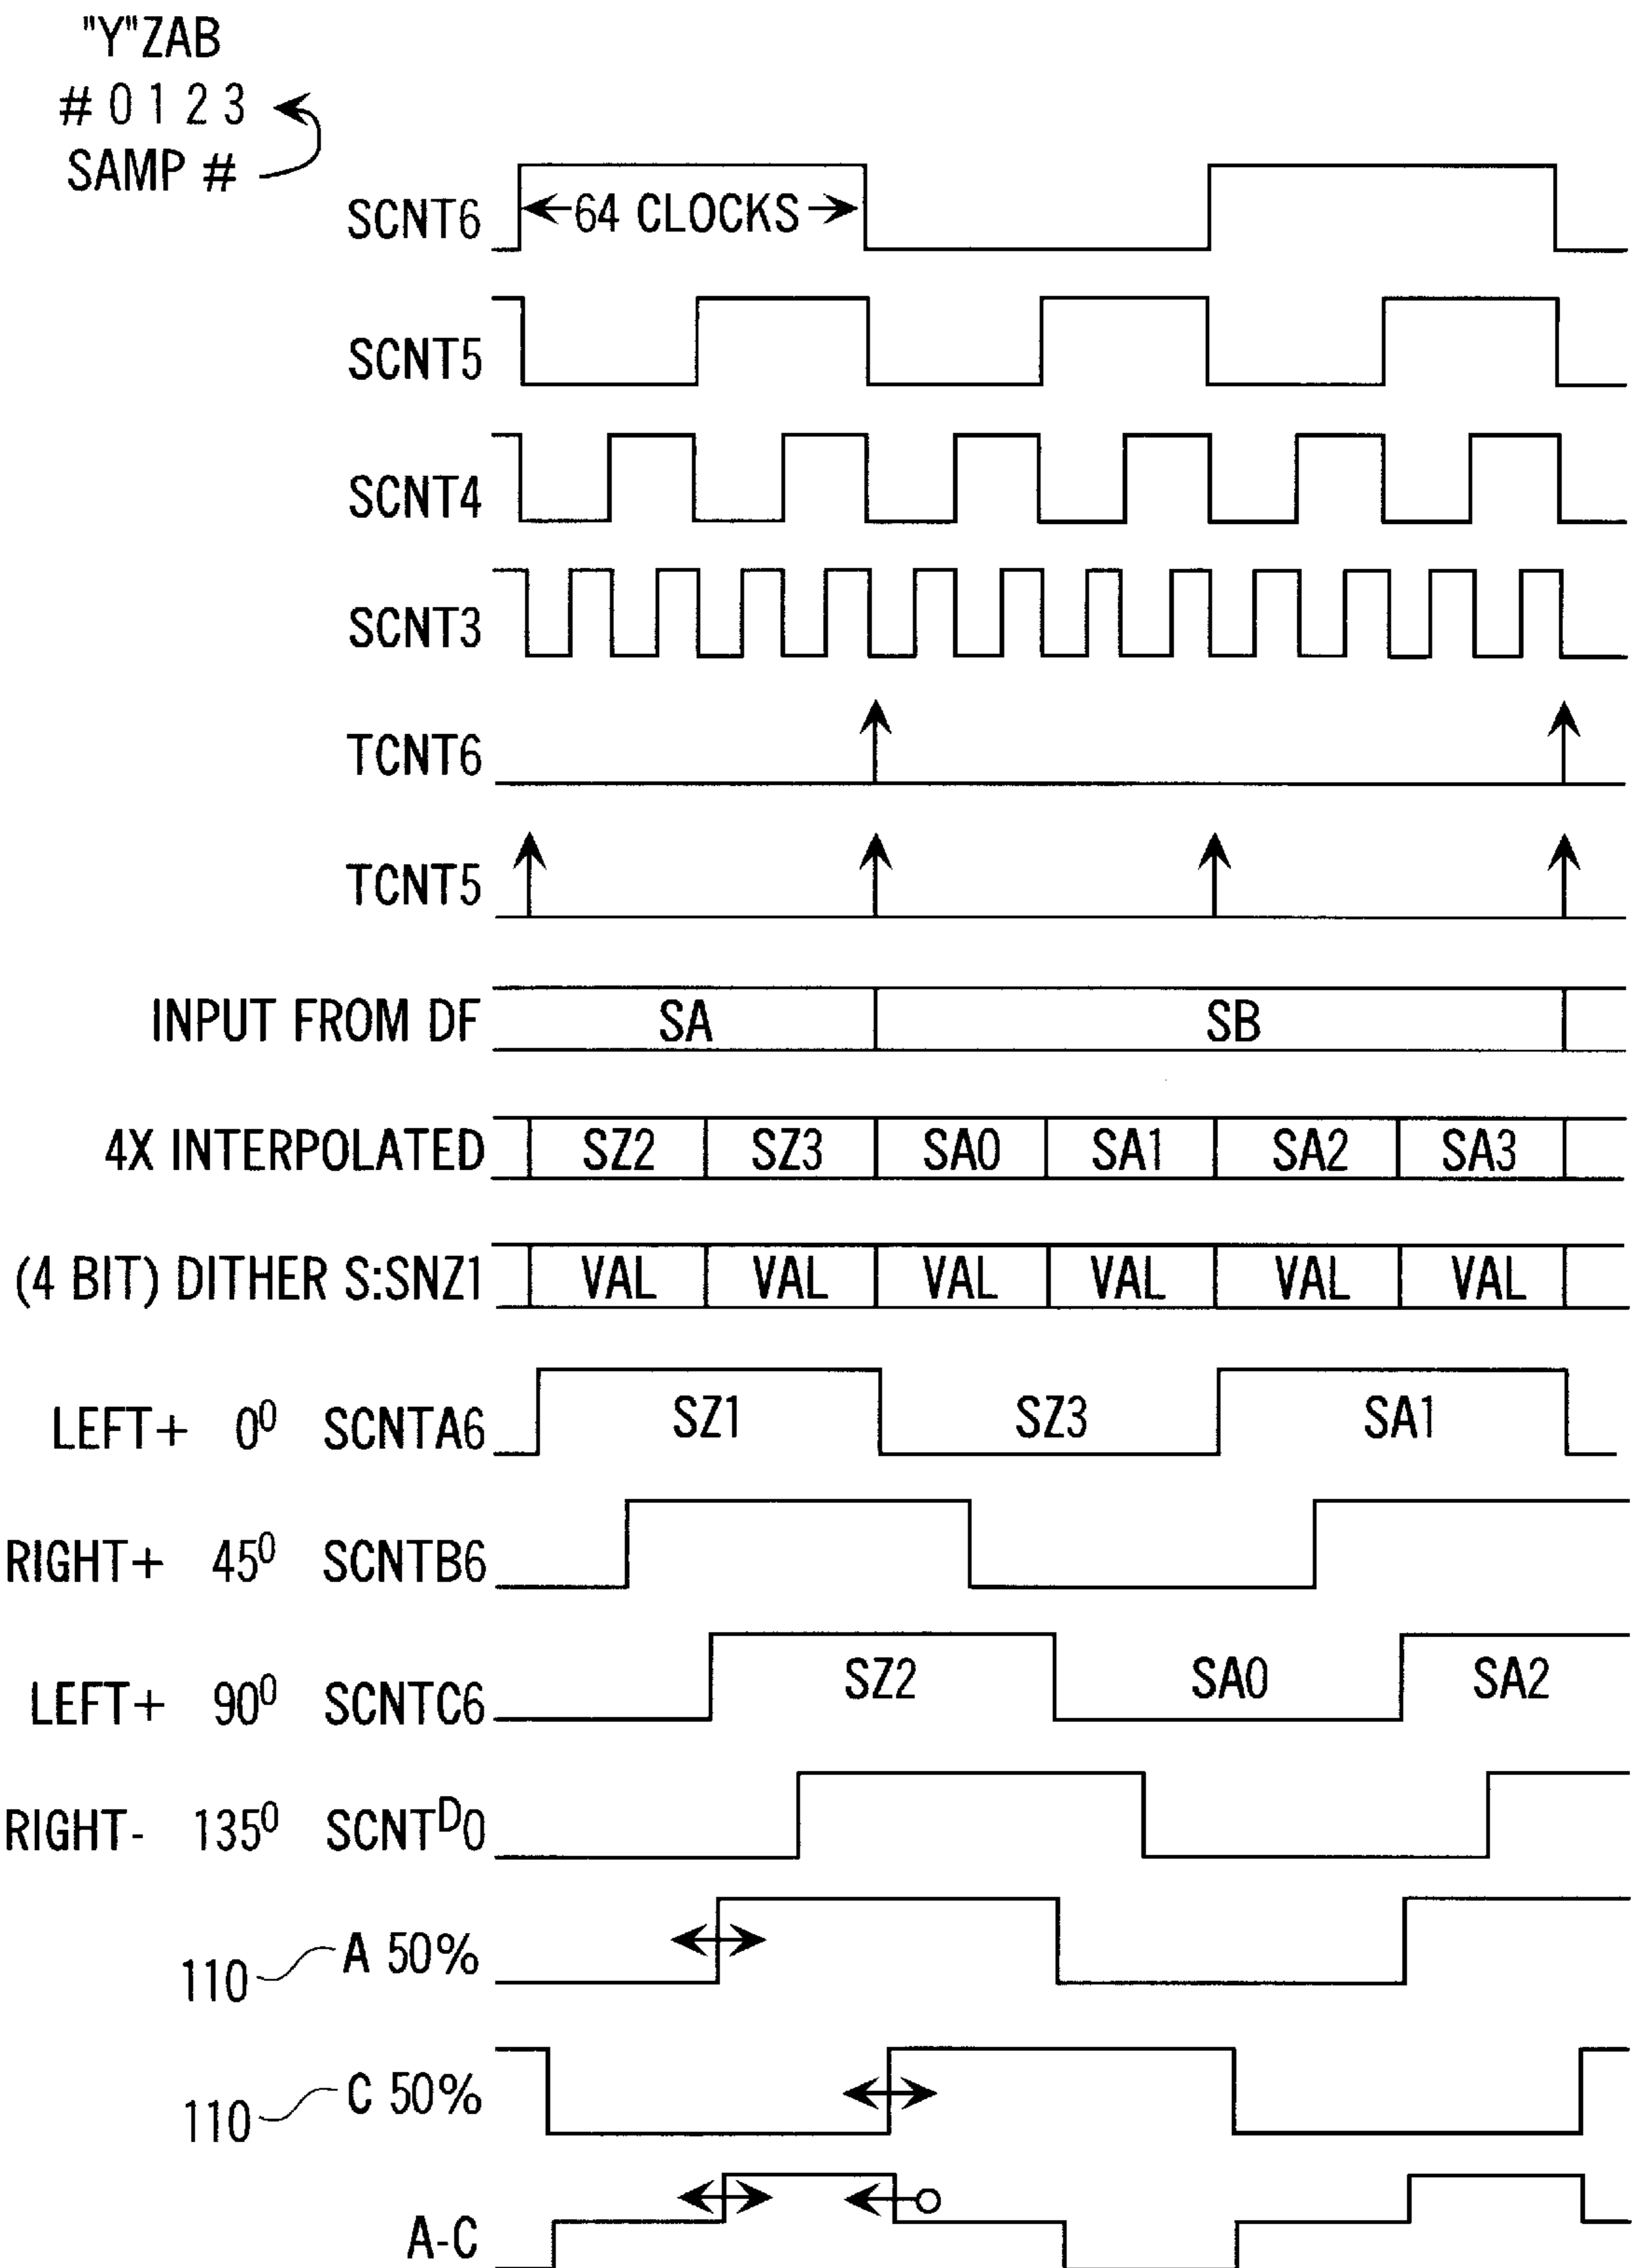 "Y"ZAB
# 0 1 2 3
SAMP #
SCNT6 64 CLOCKS
SCNT5
SCNT4
SCNT3
TCNT6
TCNT5
INPUT FROM DF SA SB
4X INTERPOLATED SZ2 SZ3 SA0 SA1 SA2 SA3
(4 BIT) DITHER S:SNZ1 VAL VAL VAL VAL VAL VAL
LEFT+ 0⁰ SCNTA6 SZ1 SZ3 SA1
RIGHT+ 45⁰ SCNTB6
LEFT+ 90⁰ SCNTC6 SZ2 SA0 SA2
RIGHT- 135⁰ SCNTᴰ0
110 A 50%
110 C 50%
A-C